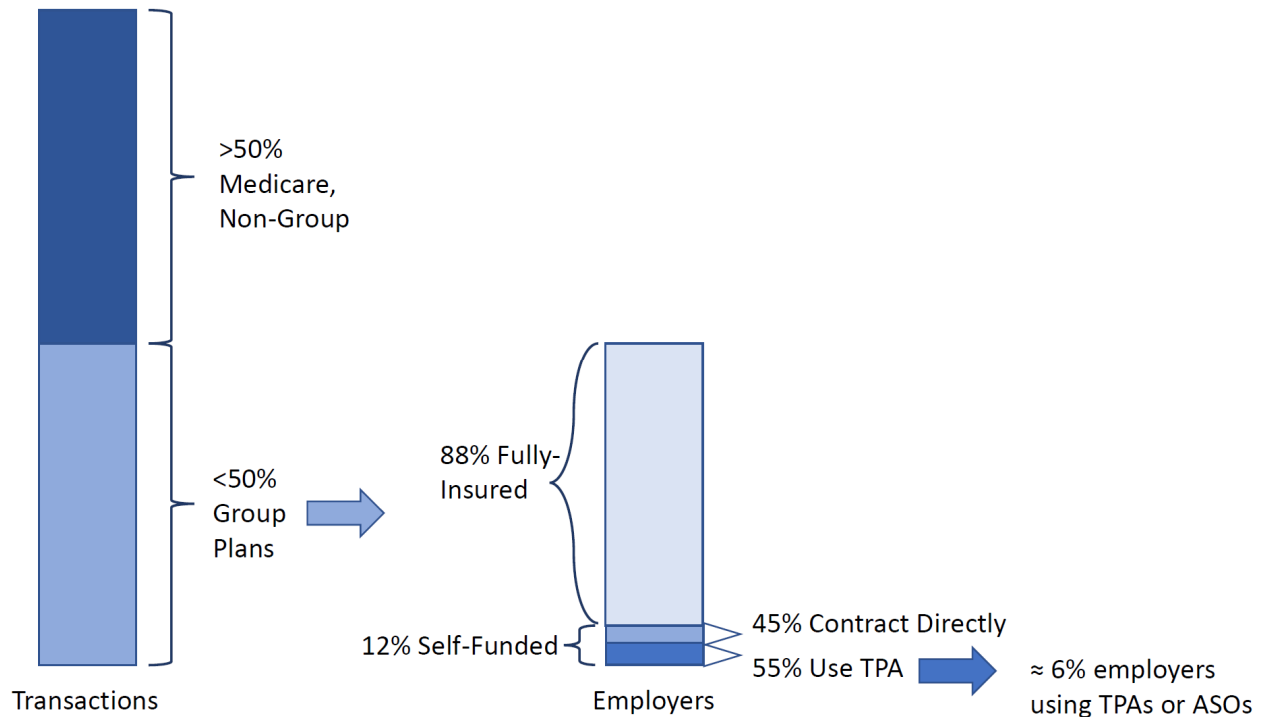 >50%
Medicare,
Non-Group
<50%
Group
Plans
Transactions
88% Fully-
Insured
12% Self-Funded
Employers
45% Contract Directly
55% Use TPA
≈ 6% employers
using TPAs or ASOs